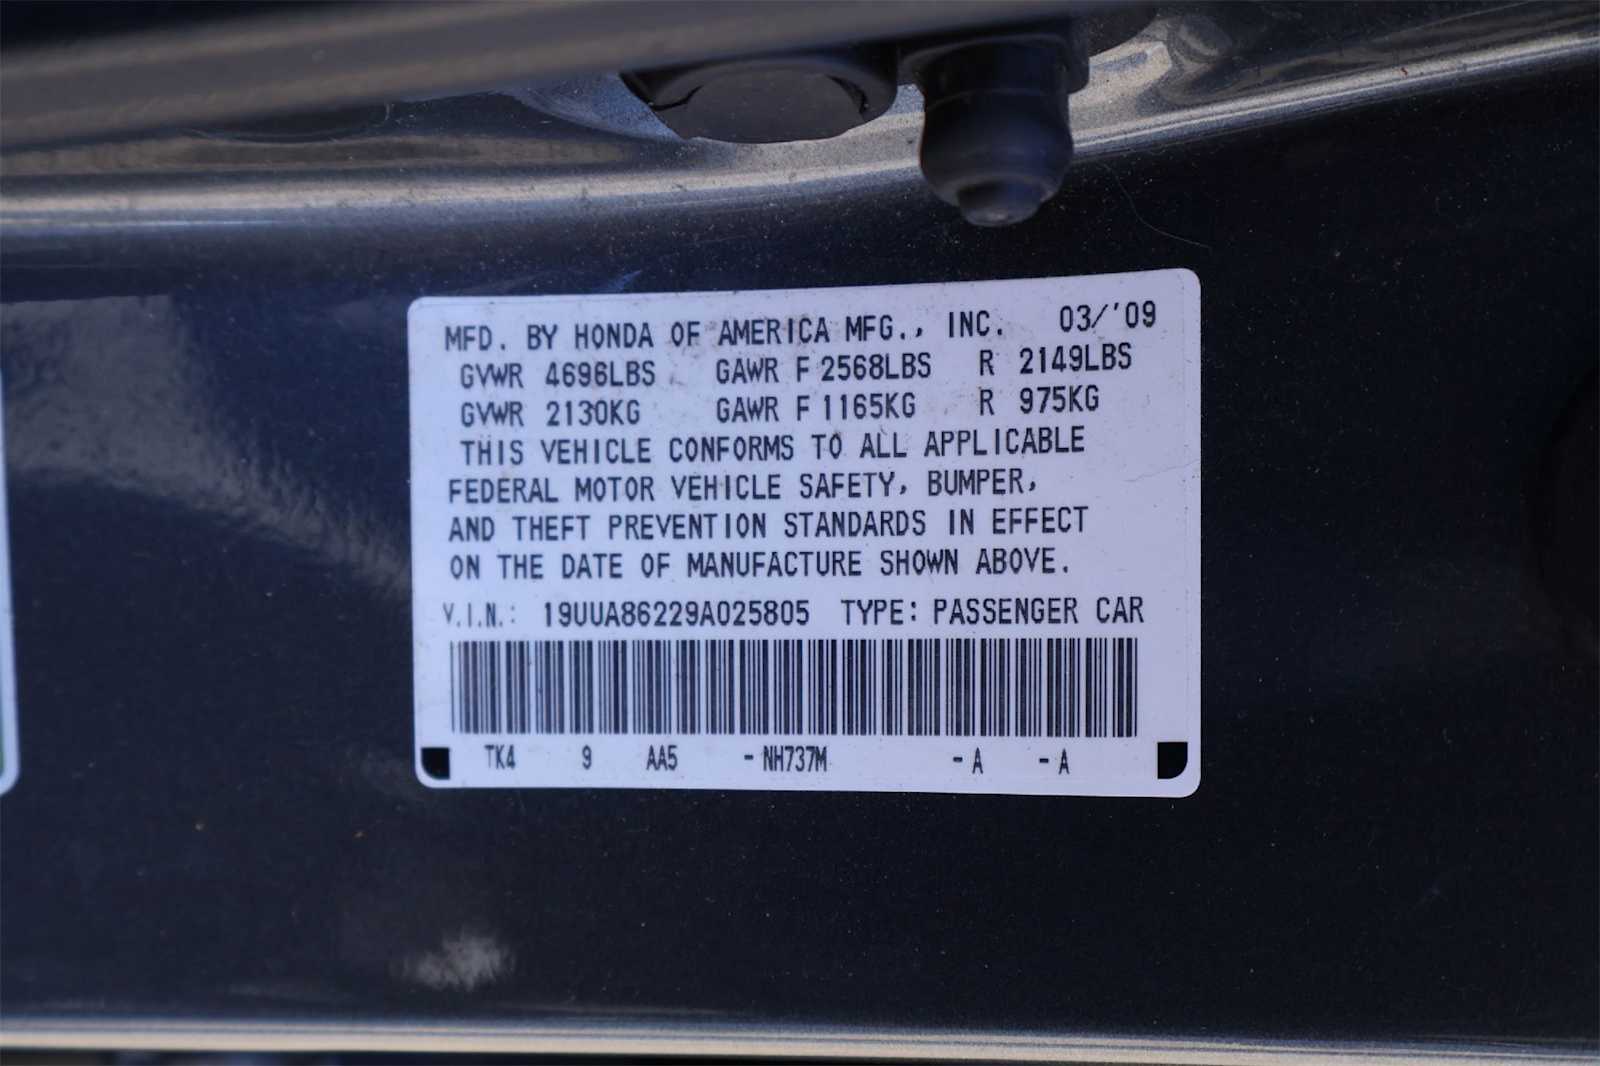 MFD. BY HONDA OF AMERICA MFG., INC. 03/'09
GVWR 4696LBS GAWR F 2568LBS R 2149LBS
GVWR 2130KG GAWR F 1165KG R 975KG
THIS VEHICLE CONFORMS TO ALL APPLICABLE
FEDERAL MOTOR VEHICLE SAFETY, BUMPER,
AND THEFT PREVENTION STANDARDS IN EFFECT
ON THE DATE OF MANUFACTURE SHOWN ABOVE.
V.I.N.: 19UUA86229A025805 TYPE: PASSENGER CAR
TK4 9 AA5 -NH737M -A -A